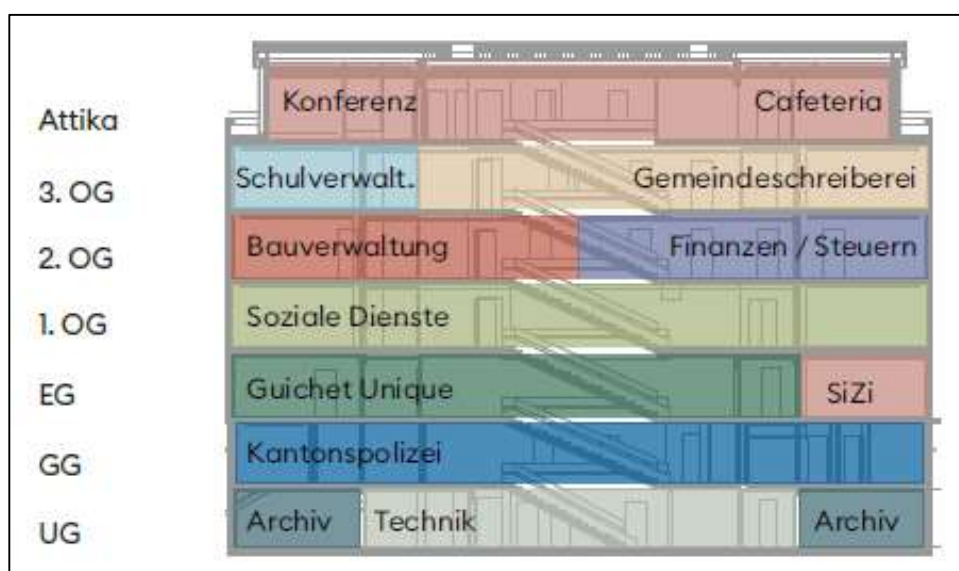 Attika Konferenz Cafeteria
3. OG Schulverwalt. Gemeindeschreiberei
2. OG Bauverwaltung Finanzen / Steuern
1. OG Soziale Dienste
EG Guichet Unique SiZi
GG Kantonspolizei
UG Archiv Technik Archiv